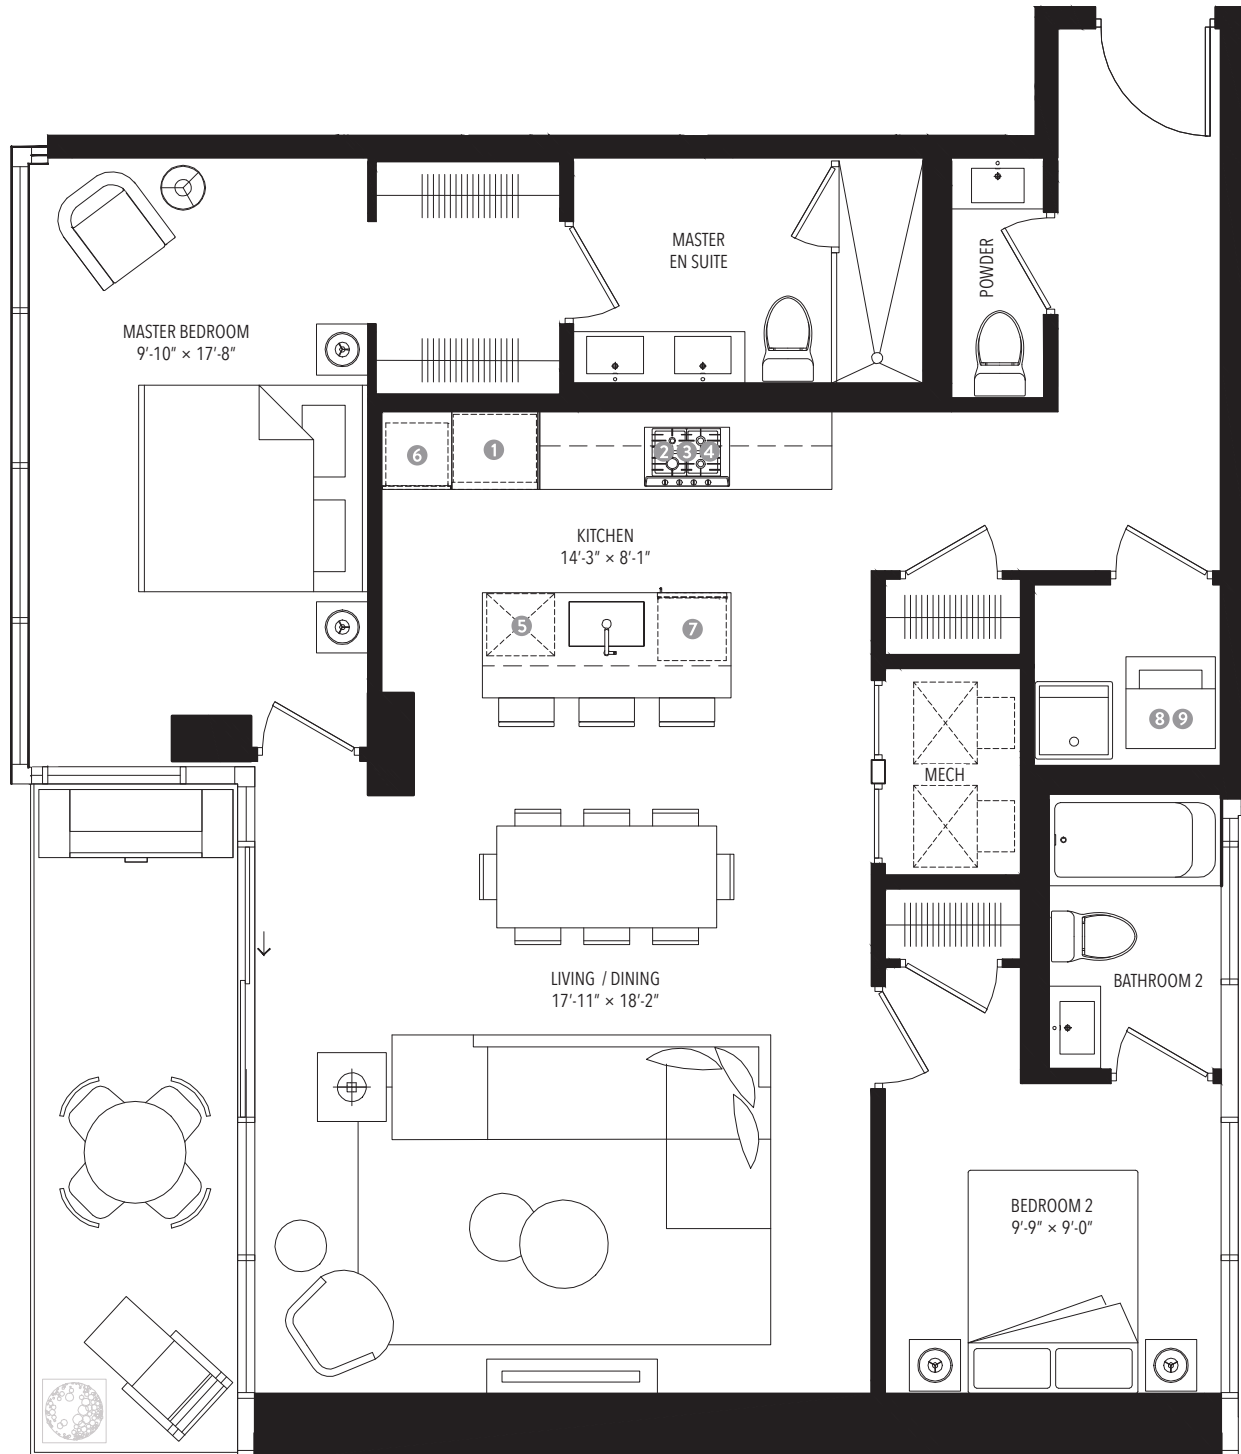 MASTER
EN SUITE
POWDER
MASTER BEDROOM
9'-10" × 17'-8"
6
1
2 3 4
KITCHEN
14'-3" × 8'-1"
5
7
8 9
MECH
LIVING / DINING
17'-11" × 18'-2"
BATHROOM 2
BEDROOM 2
9'-9" × 9'-0"